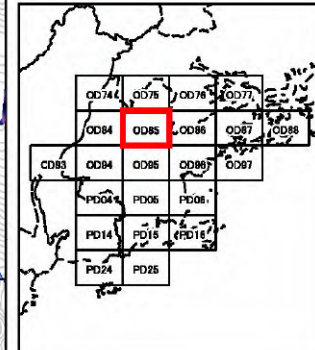 OD74 OD75 OD76 OD77
OD84 OD85 OD86 OD87 OD88
OD93 OD94 OD95 OD96 OD97
PD04 PD05 PD06
PD14 PD15 PD16
PD24 PD25